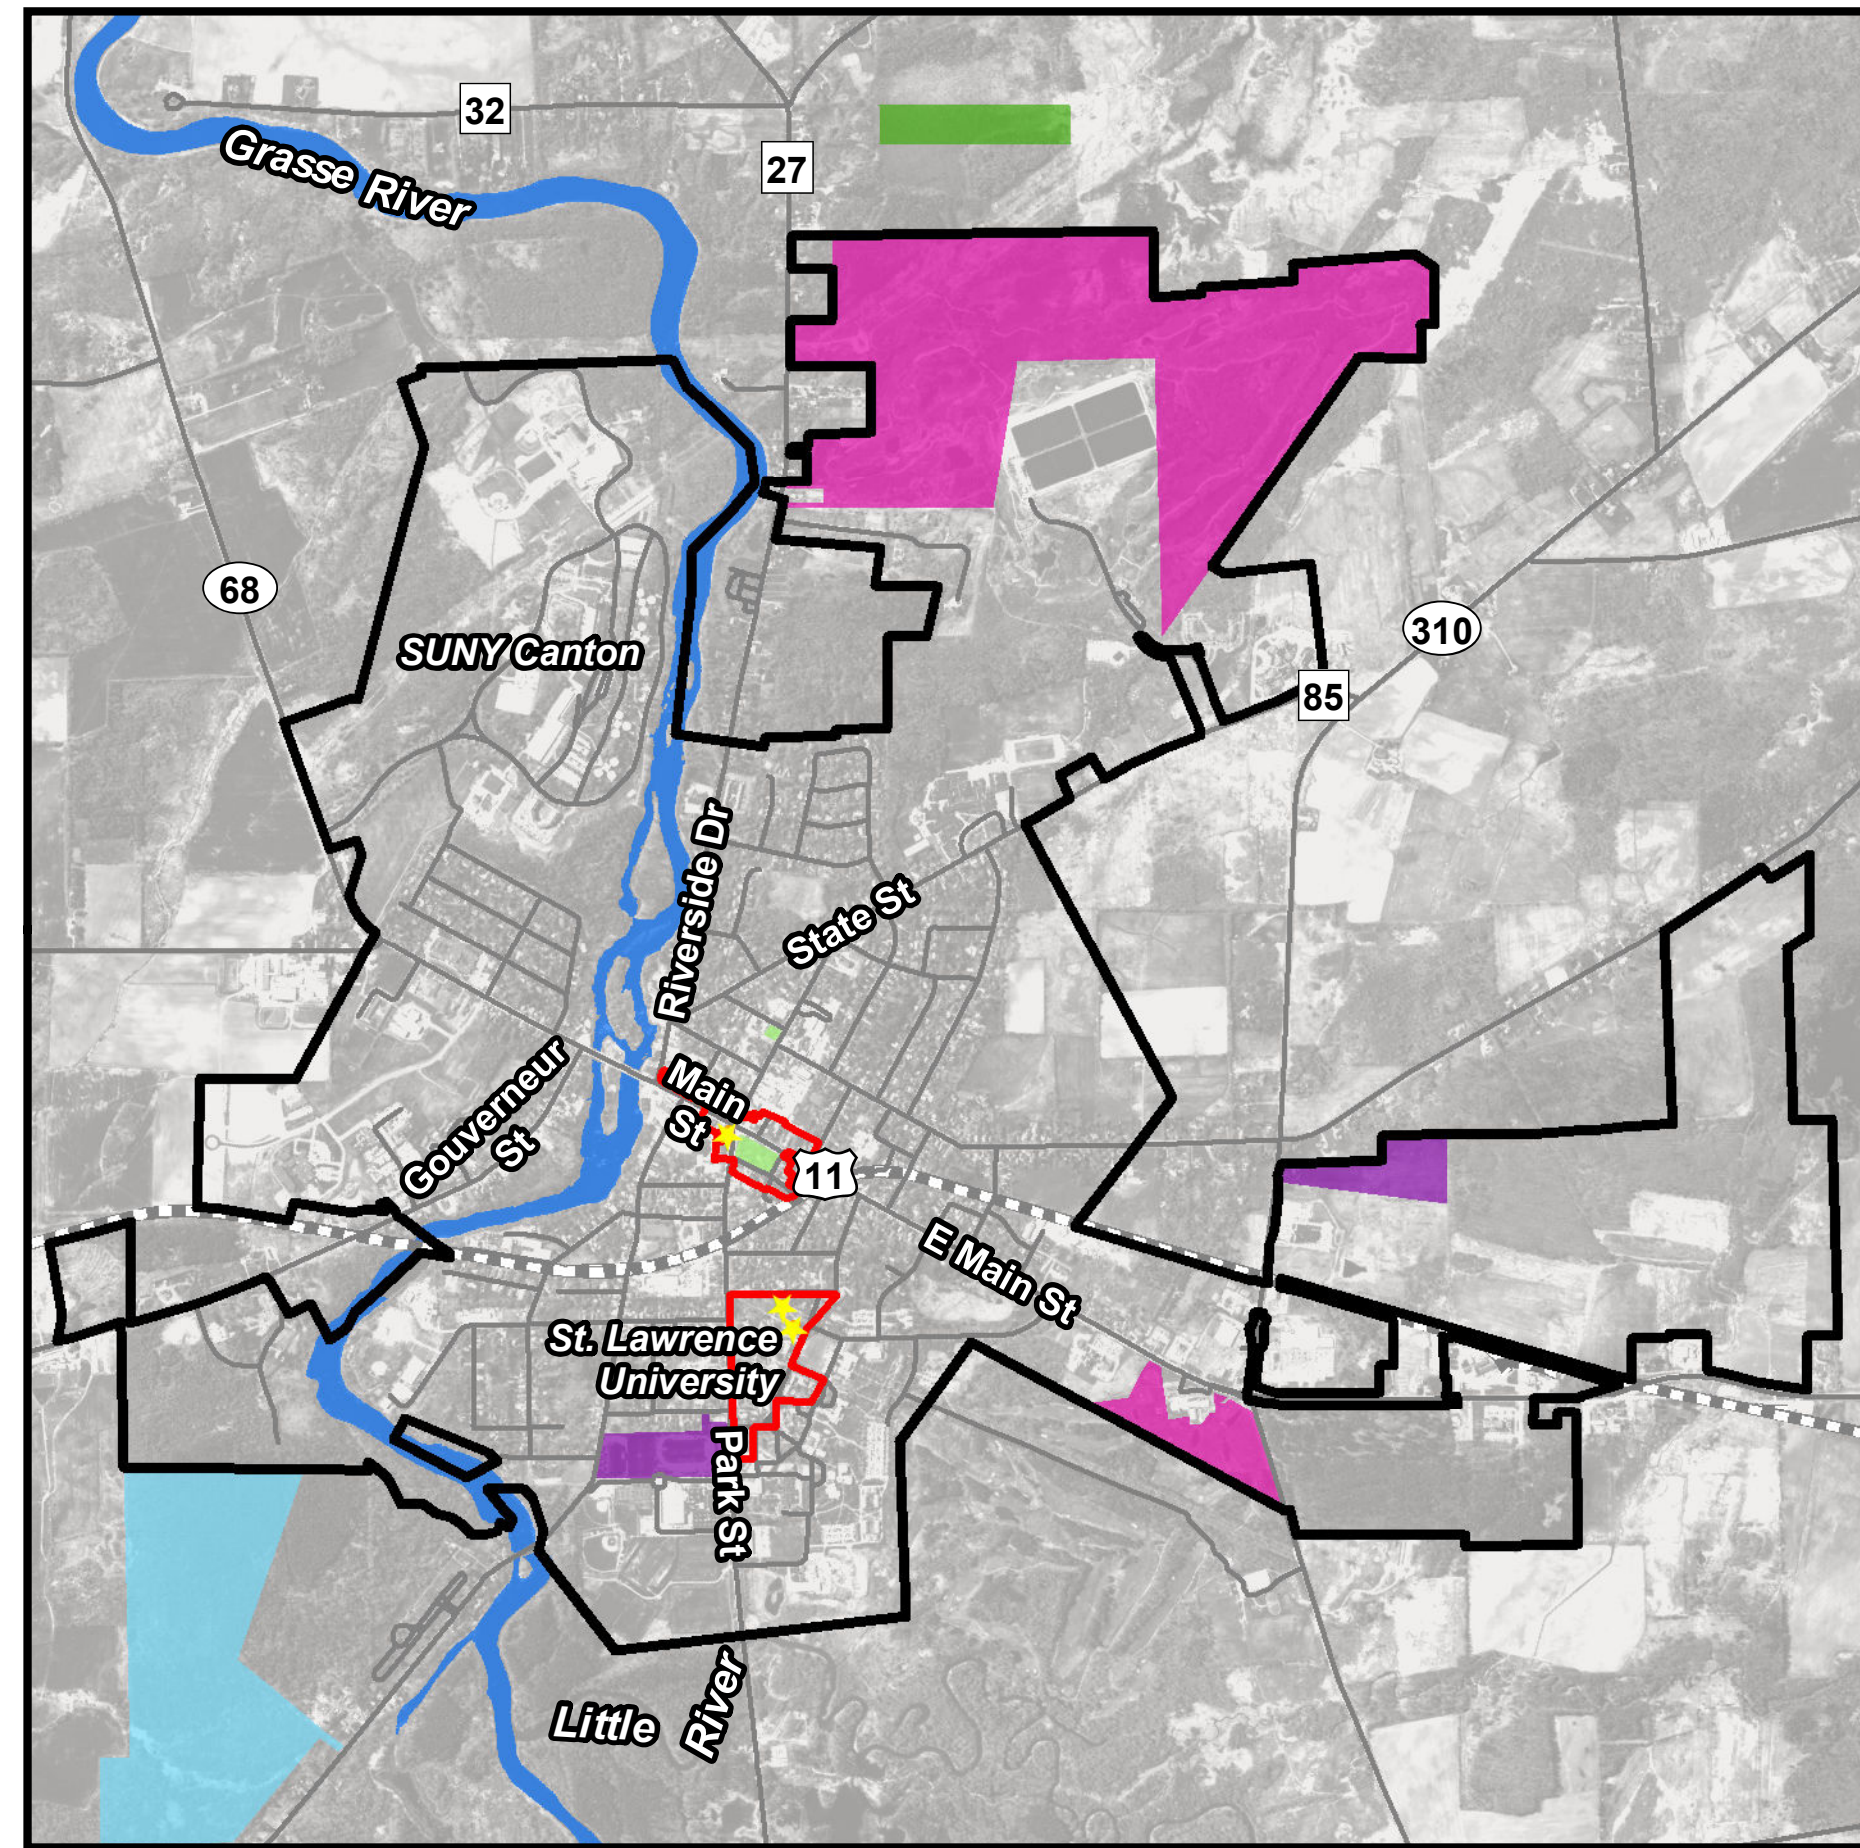 32
Grasse River
27
68
SUNY Canton
310
85
Riverside Dr
State St
Main
St
Gouverneur
St
11
E Main St
St. Lawrence
University
Park St
Little River